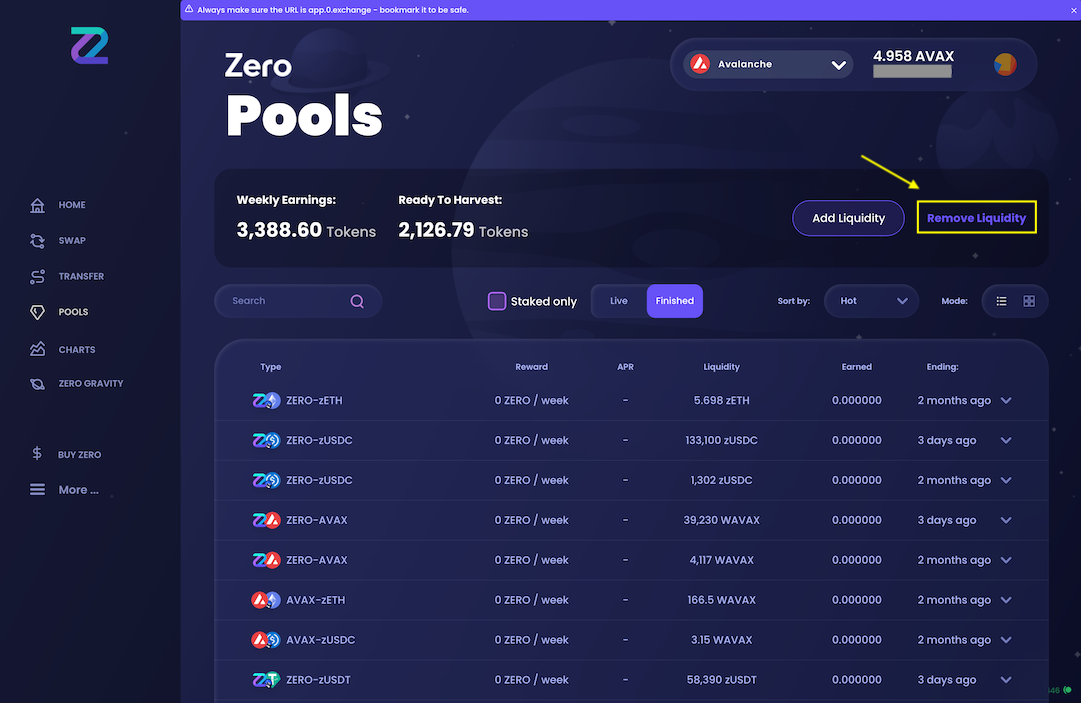 Always make sure the URL is app.0.exchange - bookmark it to be safe.
Zero
Pools
Avalanche
4.958 AVAX
HOME
SWAP
TRANSFER
POOLS
CHARTS
ZERO GRAVITY
BUY ZERO
More ...
Weekly Earnings:
3,388.60 Tokens
Ready To Harvest:
2,126.79 Tokens
Add Liquidity
Remove Liquidity
Search
Staked only
Live
Finished
Sort by:
Hot
Mode:
Type Reward APR Liquidity Earned Ending:
ZERO-zETH 0 ZERO / week - 5.698 zETH 0.000000 2 months ago
ZERO-zUSDC 0 ZERO / week - 133,100 zUSDC 0.000000 3 days ago
ZERO-zUSDC 0 ZERO / week - 1,302 zUSDC 0.000000 2 months ago
ZERO-AVAX 0 ZERO / week - 39,230 WAVAX 0.000000 3 days ago
ZERO-AVAX 0 ZERO / week - 4,117 WAVAX 0.000000 2 months ago
AVAX-zETH 0 ZERO / week - 166.5 WAVAX 0.000000 2 months ago
AVAX-zUSDC 0 ZERO / week - 3.15 WAVAX 0.000000 2 months ago
ZERO-zUSDT 0 ZERO / week - 58,390 zUSDT 0.000000 3 days ago